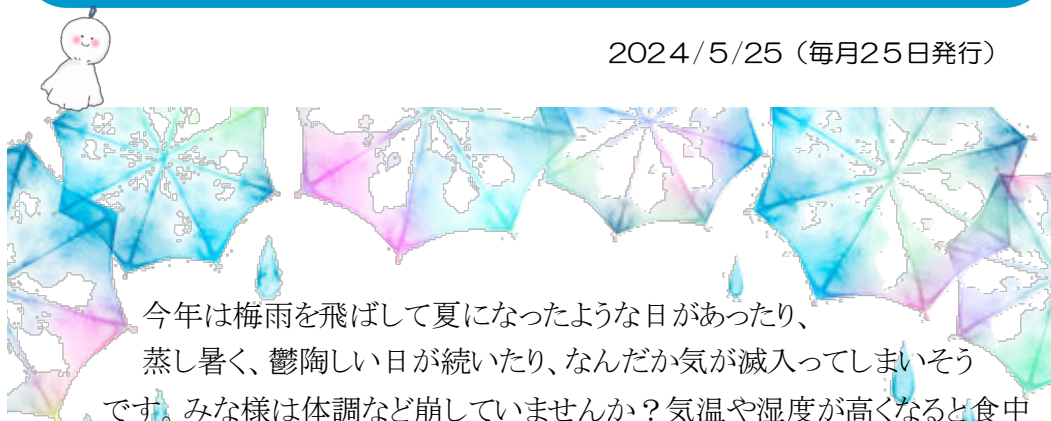 2024/5/25（毎月25日発行）
今年は梅雨を飛ばして夏になったような日があったり、
蒸し暑く、鬱陶しい日が続いたり、なんだか気が滅入ってしまいそう
です。みな様は体調など崩していませんか？気温や湿度が高くなると食中